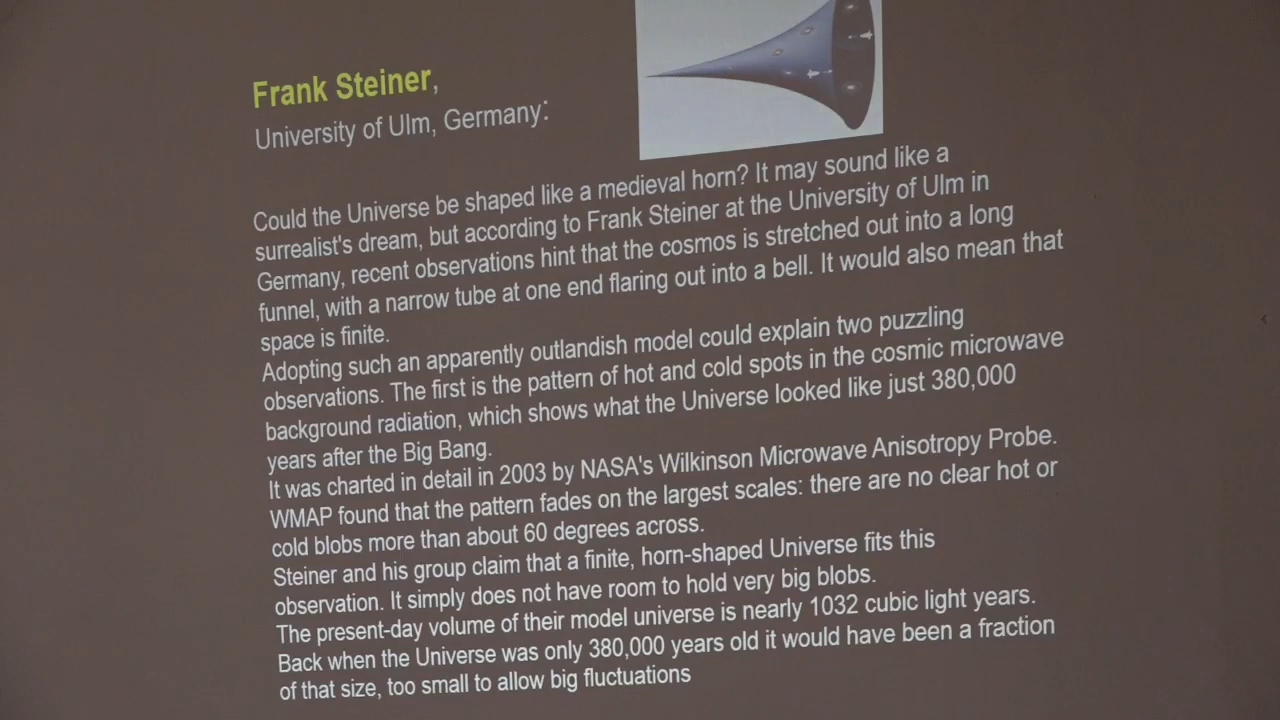 Frank Steiner,
University of Ulm, Germany:
Could the Universe be shaped like a medieval horn? It may sound like a
surrealist's dream, but according to Frank Steiner at the University of Ulm in
Germany, recent observations hint that the cosmos is stretched out into a long
funnel, with a narrow tube at one end flaring out into a bell. It would also mean that
space is finite.
Adopting such an apparently outlandish model could explain two puzzling
observations. The first is the pattern of hot and cold spots in the cosmic microwave
background radiation, which shows what the Universe looked like just 380,000
years after the Big Bang.
It was charted in detail in 2003 by NASA's Wilkinson Microwave Anisotropy Probe.
WMAP found that the pattern fades on the largest scales: there are no clear hot or
cold blobs more than about 60 degrees across.
Steiner and his group claim that a finite, horn-shaped Universe fits this
observation. It simply does not have room to hold very big blobs.
The present-day volume of their model universe is nearly 1032 cubic light years.
Back when the Universe was only 380,000 years old it would have been a fraction
of that size, too small to allow big fluctuations